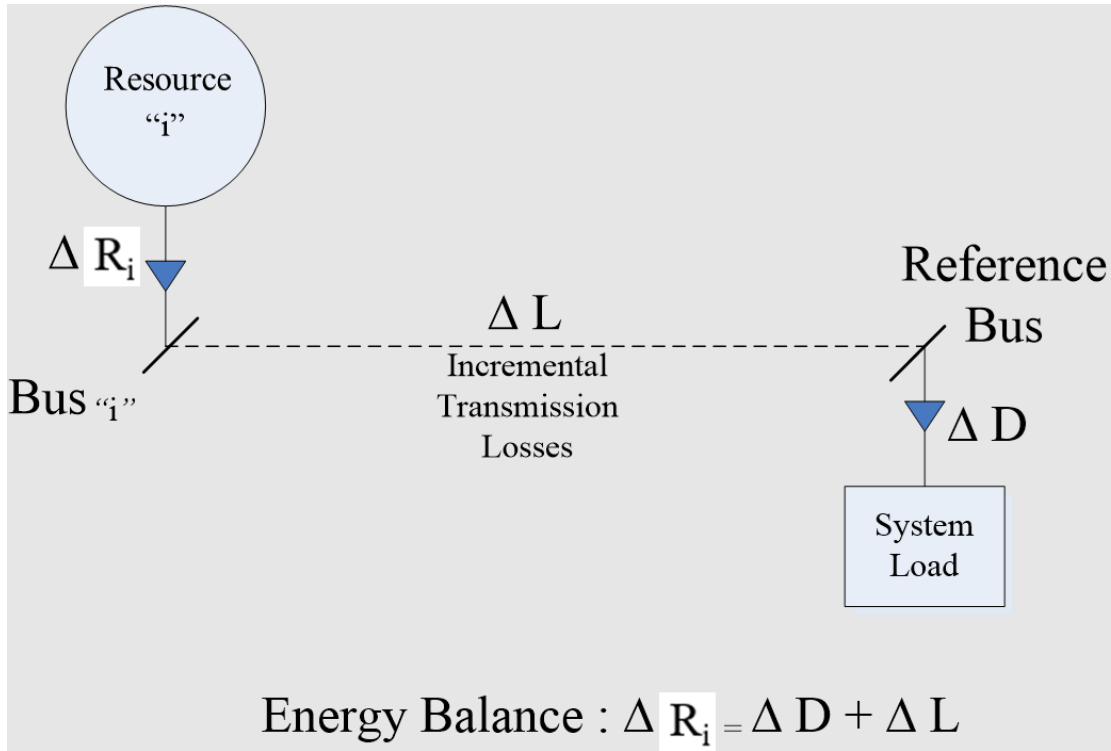 Resource
“i”
Δ Rᵢ
Bus “i”
Δ L
Incremental
Transmission
Losses
Reference
Bus
Δ D
System
Load
Energy Balance : Δ Rᵢ = Δ D + Δ L